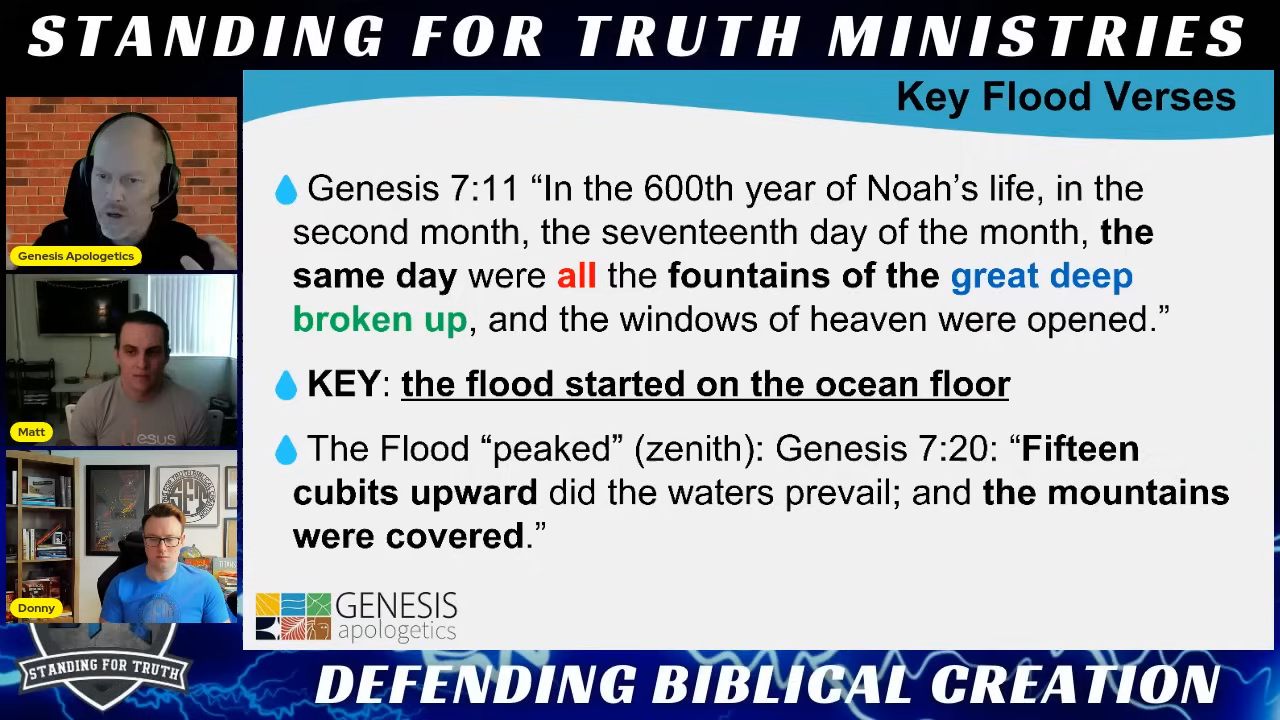 STANDING FOR TRUTH MINISTRIES
Key Flood Verses
Genesis 7:11 “In the 600th year of Noah’s life, in the
second month, the seventeenth day of the month, the
same day were all the fountains of the great deep
broken up, and the windows of heaven were opened.”
KEY: the flood started on the ocean floor
The Flood “peaked” (zenith): Genesis 7:20: “Fifteen
cubits upward did the waters prevail; and the mountains
were covered.”
GENESIS
apologetics
Genesis Apologetics
Matt
Donny
SFT
STANDING FOR TRUTH
DEFENDING BIBLICAL CREATION